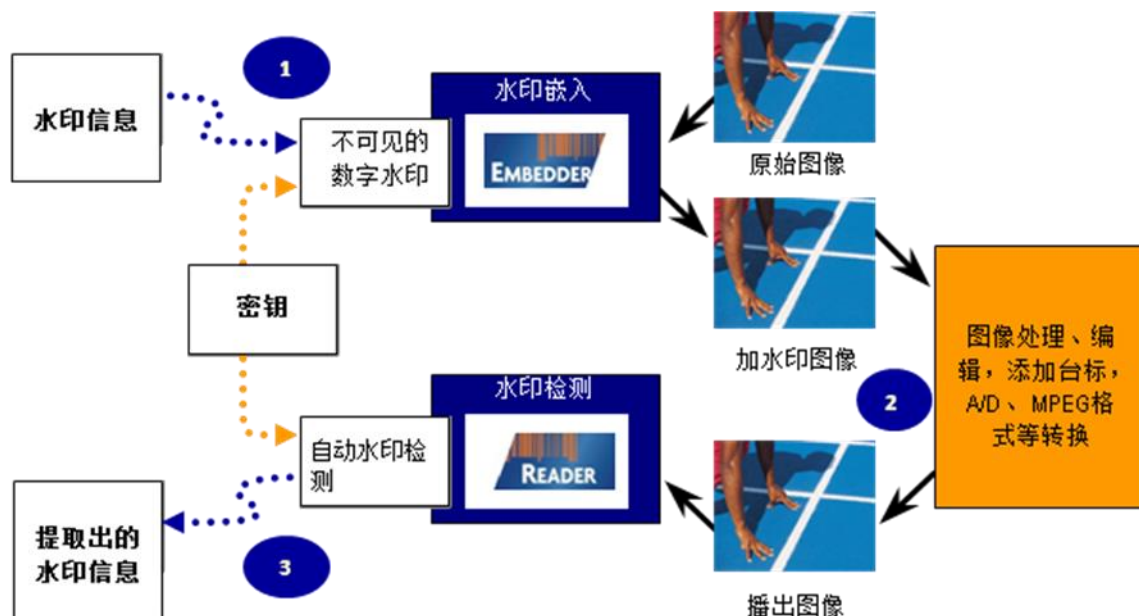 1
水印信息
水印嵌入
不可见的
数字水印
EMBEDDER
原始图像
密钥
加水印图像
图像处理、编
辑，添加台标，
A/D、MPEG格
式等转换
2
水印检测
自动水印检
测
READER
提取出的
水印信息
3
播出图像